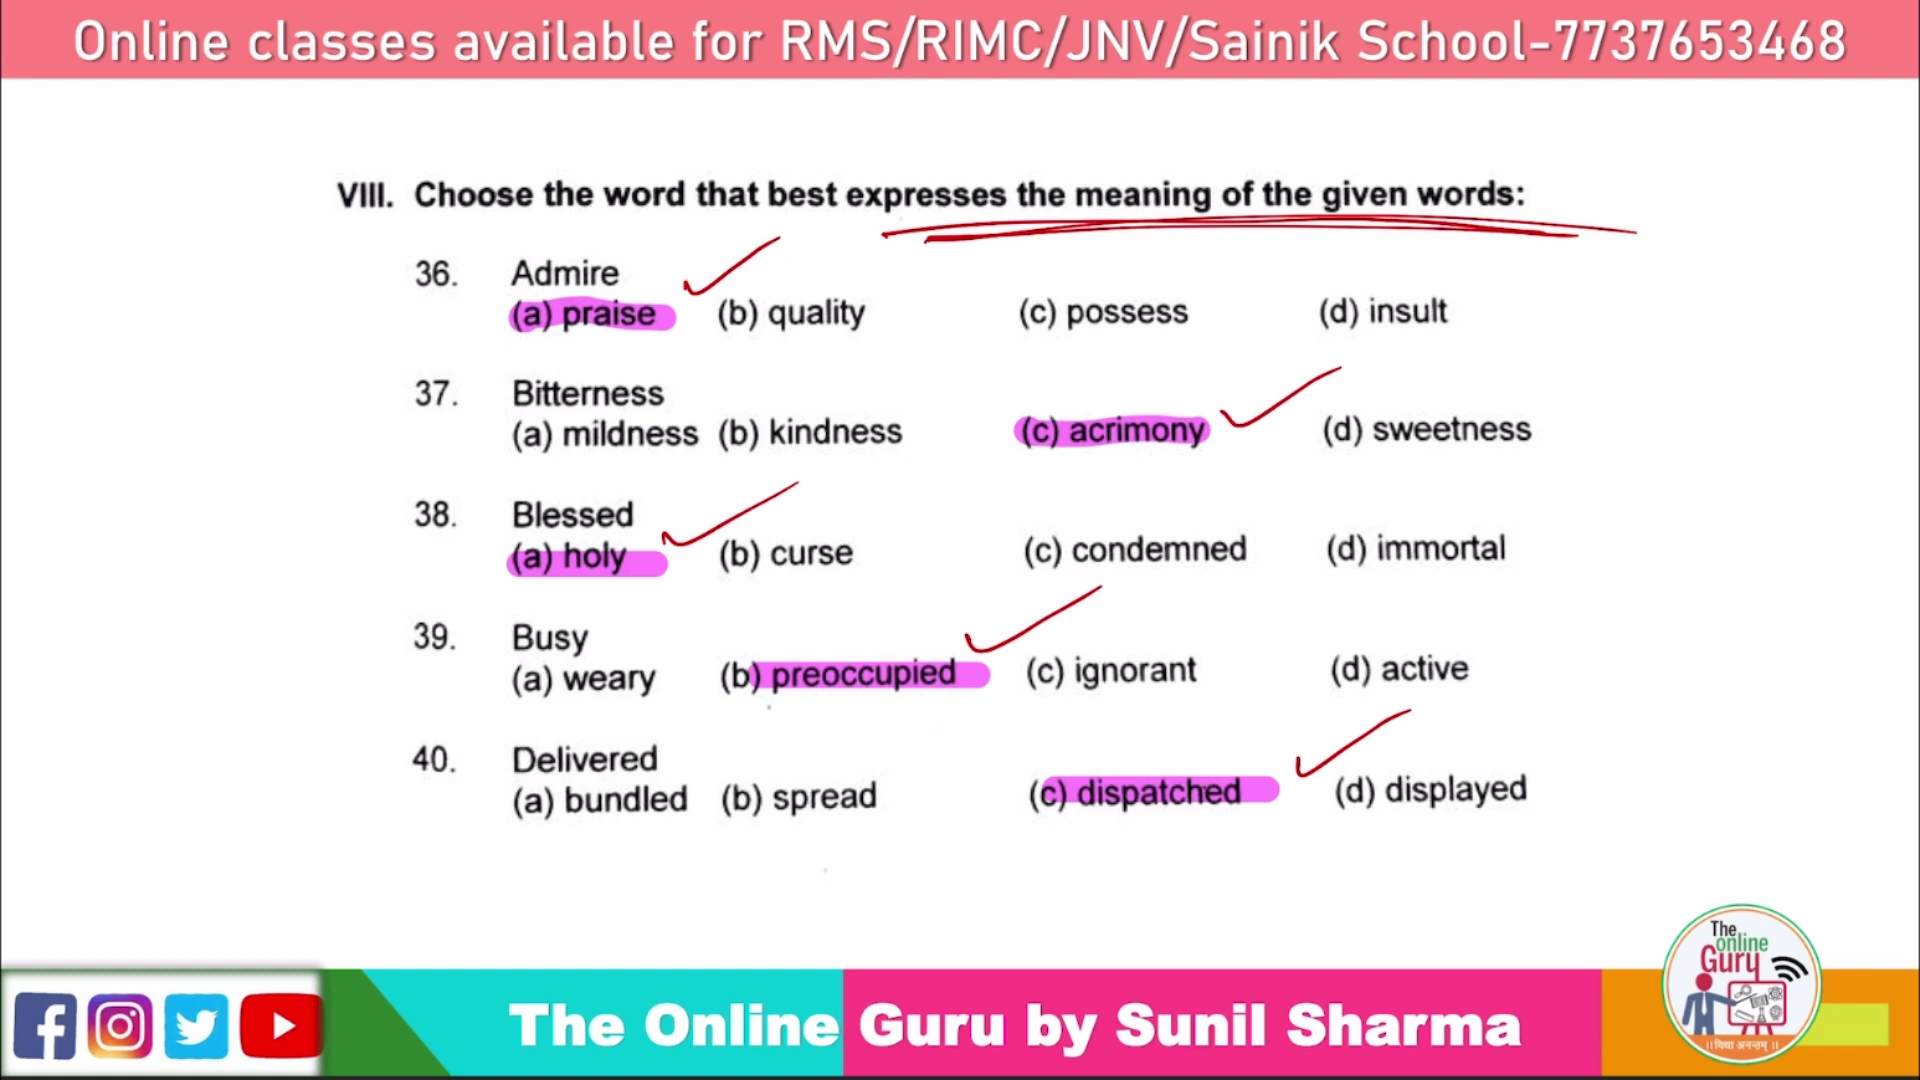 Online classes available for RMS/RIMC/JNV/Sainik School-7737653468
VIII. Choose the word that best expresses the meaning of the given words:
36. Admire
(a) praise (b) quality (c) possess (d) insult
37. Bitterness
(a) mildness (b) kindness (c) acrimony (d) sweetness
38. Blessed
(a) holy (b) curse (c) condemned (d) immortal
39. Busy
(a) weary (b) preoccupied (c) ignorant (d) active
40. Delivered
(a) bundled (b) spread (c) dispatched (d) displayed
The
online
Guru
।।विद्या अनन्तम्।।
The Online Guru by Sunil Sharma